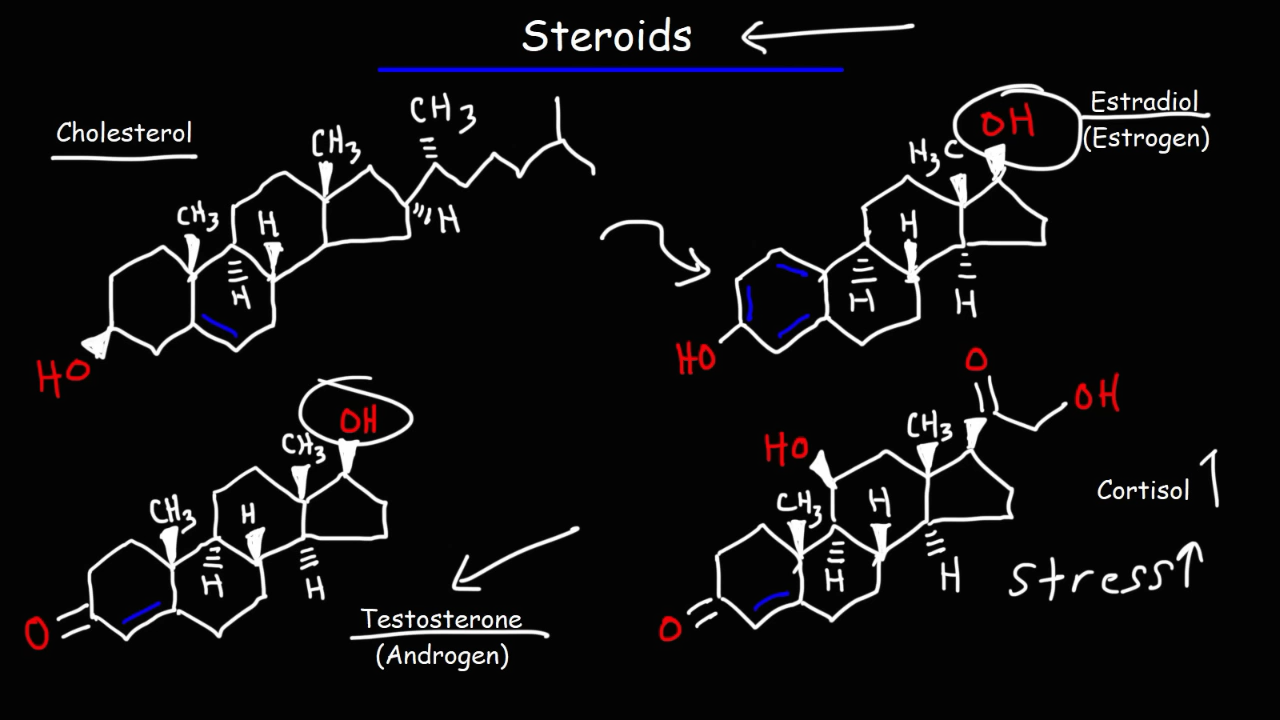 Steroids
Cholesterol
CH3
CH3
CH3
H
H
H
HO
Estradiol
(Estrogen)
OH
H3C
H
H
H
HO
OH
CH3
CH3
H
H
H
O
Testosterone
(Androgen)
O
OH
HO
CH3
CH3
H
H
H
O
Cortisol ↑
Stress↑